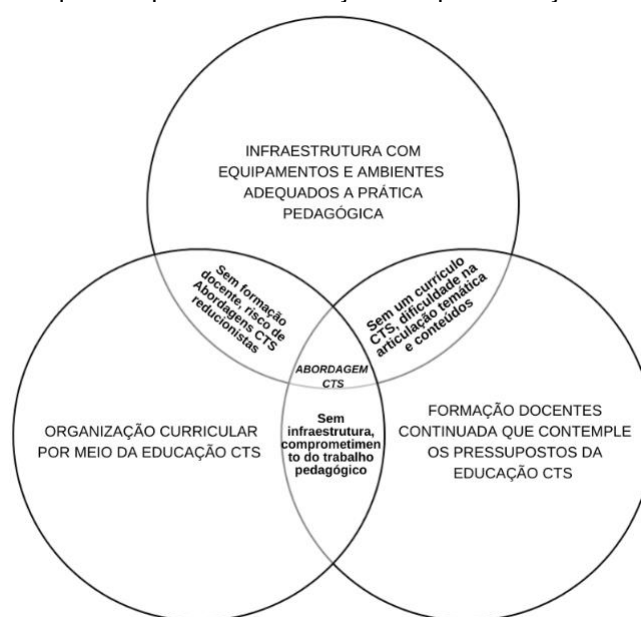 INFRAESTRUTURA COM
EQUIPAMENTOS E AMBIENTES
ADEQUADOS A PRÁTICA
PEDAGÓGICA
Sem formação
docente, risco de
Abordagens CTS
reducionistas
Sem um currículo
CTS, dificuldade na
articulação temática
e conteúdos
ABORDAGEM
CTS
Sem
infraestrutura,
comprometimen
to do trabalho
pedagógico
ORGANIZAÇÃO CURRICULAR
POR MEIO DA EDUCAÇÃO CTS
FORMAÇÃO DOCENTES
CONTINUADA QUE CONTEMPLE
OS PRESSUPOSTOS DA
EDUCAÇÃO CTS